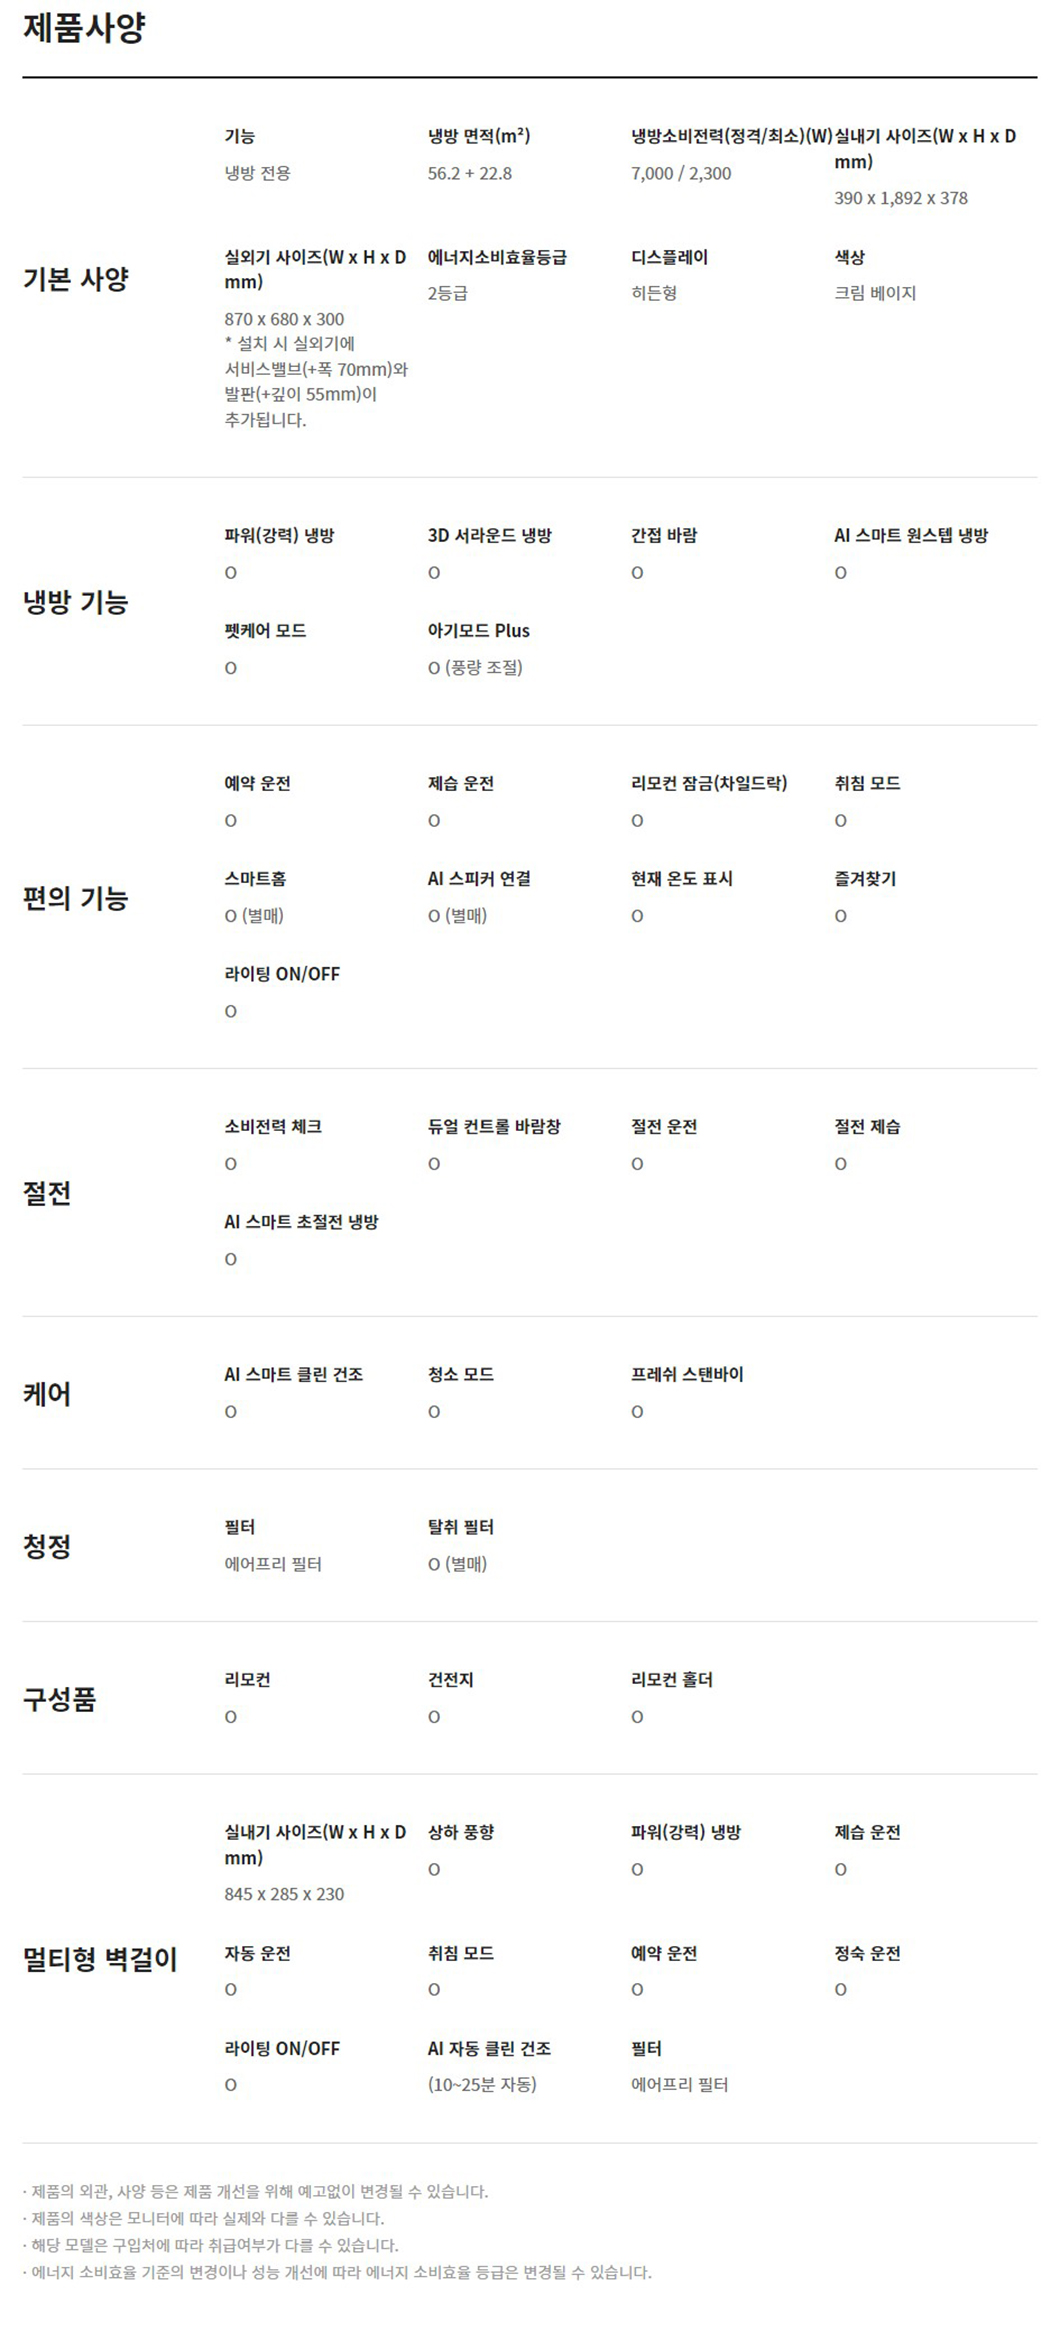 제품사양
기본 사양
기능
냉방 전용
냉방 면적(m²)
56.2 + 22.8
냉방소비전력(정격/최소)(W)
7,000 / 2,300
실내기 사이즈(W x H x D
mm)
390 x 1,892 x 378
실외기 사이즈(W x H x D
mm)
870 x 680 x 300
* 설치 시 실외기에
서비스밸브(+폭 70mm)와
발판(+깊이 55mm)이
추가됩니다.
에너지소비효율등급
2등급
디스플레이
히든형
색상
크림 베이지
냉방 기능
파워(강력) 냉방
O
3D 서라운드 냉방
O
간접 바람
O
AI 스마트 원스텝 냉방
O
펫케어 모드
O
아기모드 Plus
O (풍량 조절)
편의 기능
예약 운전
O
제습 운전
O
리모컨 잠금(차일드락)
O
취침 모드
O
스마트홈
O (별매)
AI 스피커 연결
O (별매)
현재 온도 표시
O
즐겨찾기
O
라이팅 ON/OFF
O
절전
소비전력 체크
O
듀얼 컨트롤 바람창
O
절전 운전
O
절전 제습
O
AI 스마트 초절전 냉방
O
케어
AI 스마트 클린 건조
O
청소 모드
O
프레쉬 스탠바이
O
청정
필터
에어프리 필터
탈취 필터
O (별매)
구성품
리모컨
O
건전지
O
리모컨 홀더
O
멀티형 벽걸이
실내기 사이즈(W x H x D
mm)
845 x 285 x 230
상하 풍향
O
파워(강력) 냉방
O
제습 운전
O
자동 운전
O
취침 모드
O
예약 운전
O
정숙 운전
O
라이팅 ON/OFF
O
AI 자동 클린 건조
(10~25분 자동)
필터
에어프리 필터
· 제품의 외관, 사양 등은 제품 개선을 위해 예고없이 변경될 수 있습니다.
· 제품의 색상은 모니터에 따라 실제와 다를 수 있습니다.
· 해당 모델은 구입처에 따라 취급여부가 다를 수 있습니다.
· 에너지 소비효율 기준의 변경이나 성능 개선에 따라 에너지 소비효율 등급은 변경될 수 있습니다.